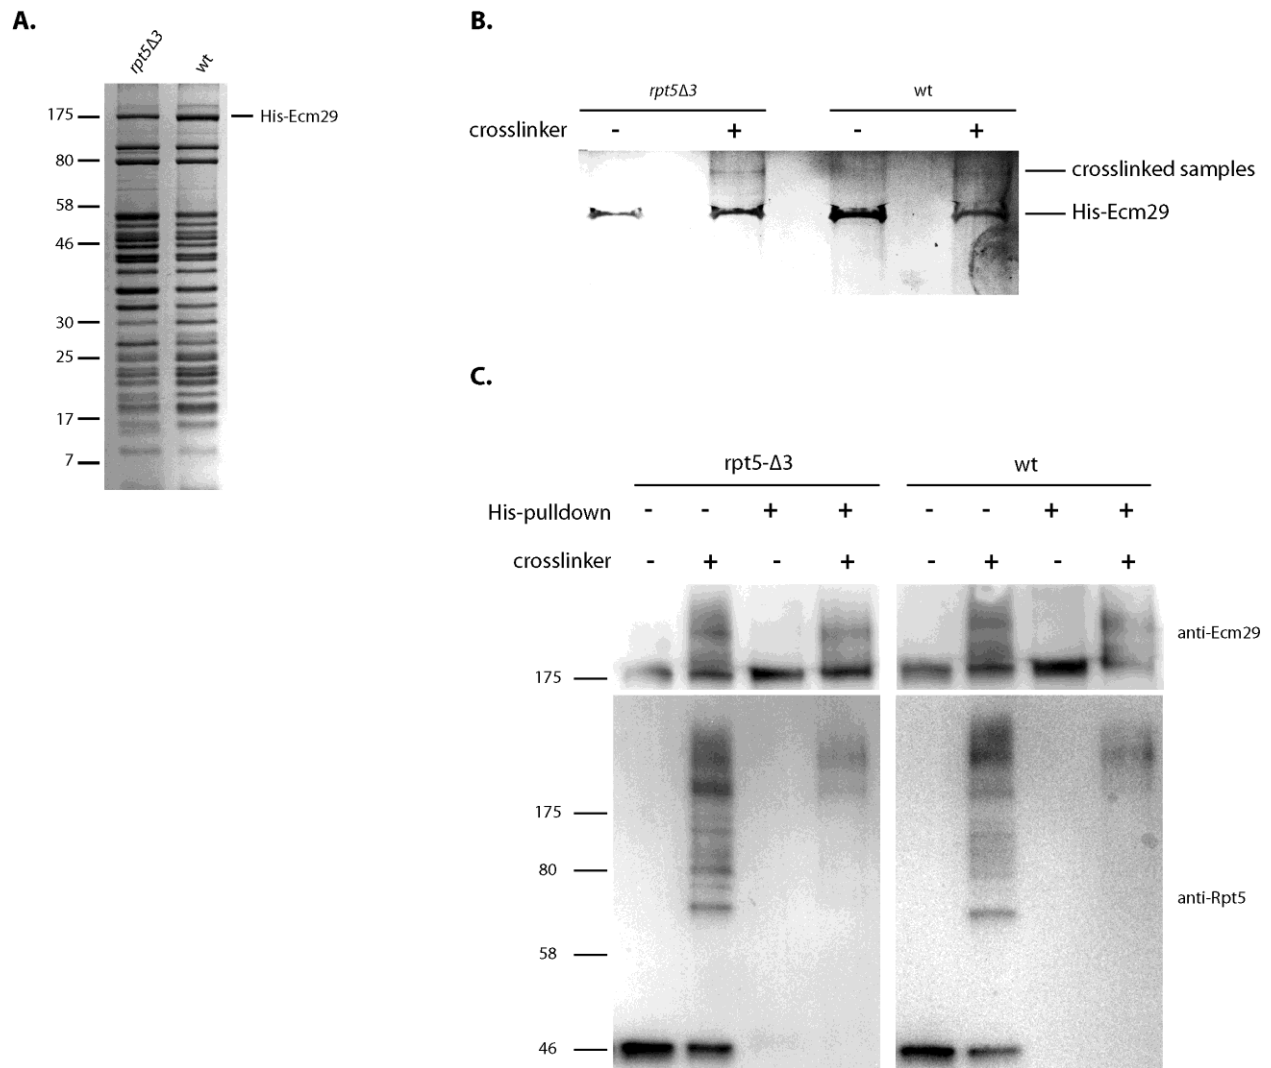 A.
rpt5Δ3 wt
175
His-Ecm29
80
58
46
30
25
17
7
B.
rpt5Δ3 wt
crosslinker - + - +
crosslinked samples
His-Ecm29
C.
rpt5-Δ3 wt
His-pulldown - - + + - - + +
crosslinker - + - + - + - +
anti-Ecm29
175
175
80
anti-Rpt5
58
46